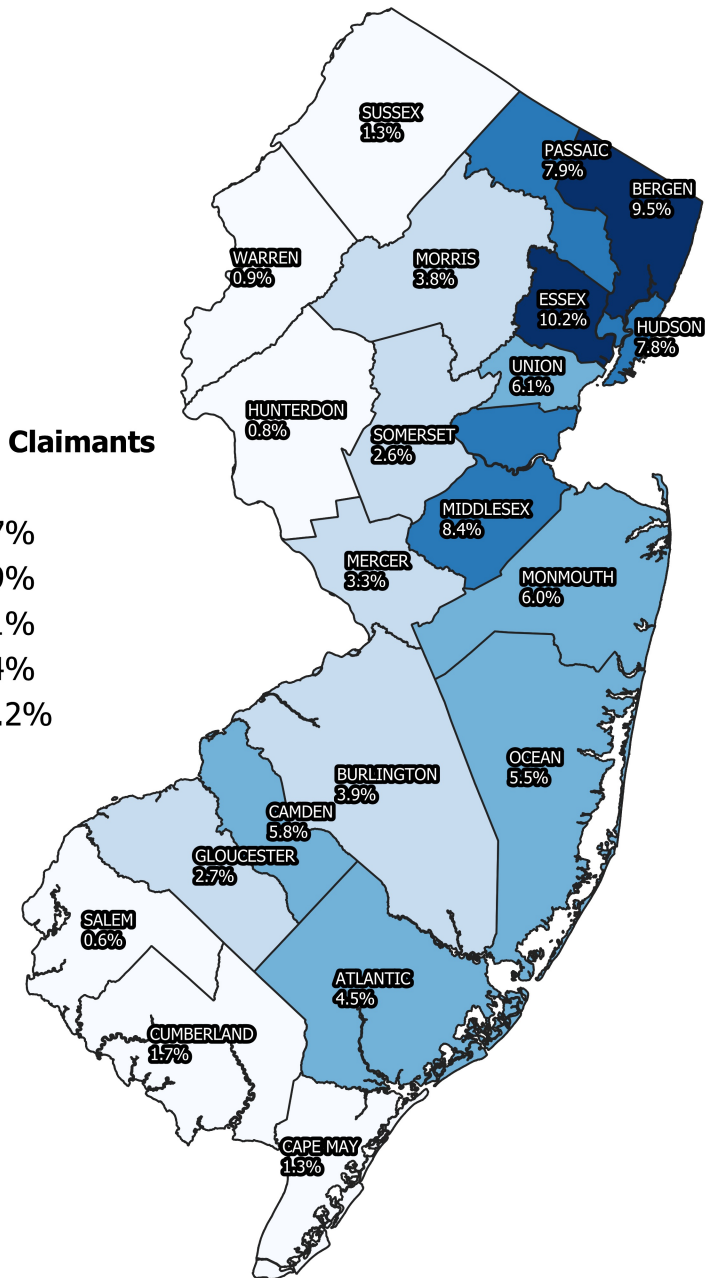 SUSSEX
1.3%
PASSAIC
7.9%
BERGEN
9.5%
WARREN
0.9%
MORRIS
3.8%
ESSEX
10.2%
HUDSON
7.8%
UNION
6.1%
HUNTERDON
0.8%
SOMERSET
2.6%
Claimants
MIDDLESEX
8.4%
7%
MERCER
3.3%
MONMOUTH
6.0%
%
4%
.2%
OCEAN
5.5%
BURLINGTON
3.9%
CAMDEN
5.8%
GLOUCESTER
2.7%
SALEM
0.6%
ATLANTIC
4.5%
CUMBERLAND
1.7%
CAPE MAY
1.3%